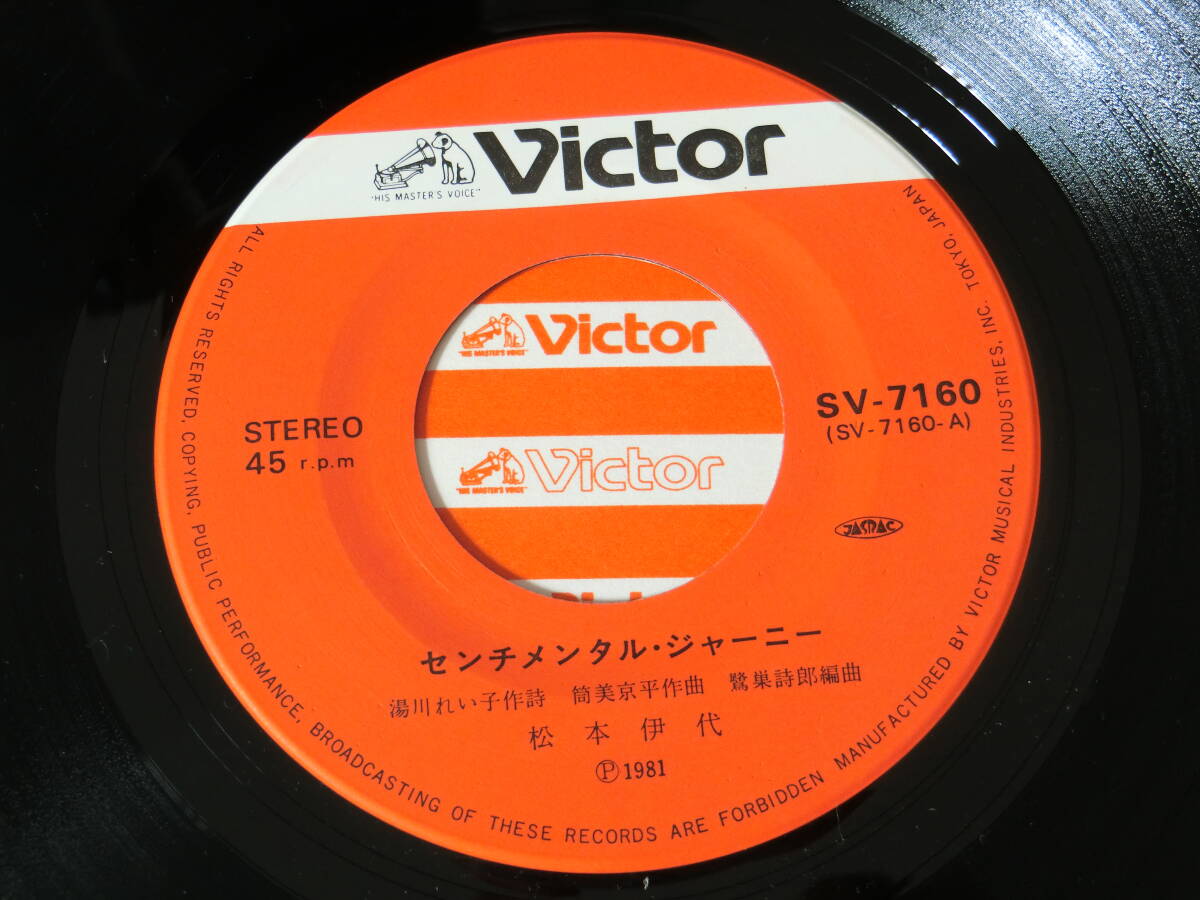 Victor
"HIS MASTER'S VOICE"
Victor
"HIS MASTER'S VOICE"
Victor
"HIS MASTER'S VOICE"
STEREO
45 r.p.m
SV-7160
(SV-7160-A)
JASRAC
センチメンタル・ジャーニー
湯川れい子作詩 筒美京平作曲 鷺巣詩郎編曲
松本伊代
Ⓟ1981
ALL RIGHTS RESERVED, COPYING, PUBLIC PERFORMANCE, BROADCASTING OF THESE RECORDS ARE FORBIDDEN MANUFACTURED BY VICTOR MUSICAL INDUSTRIES, INC. TOKYO, JAPAN